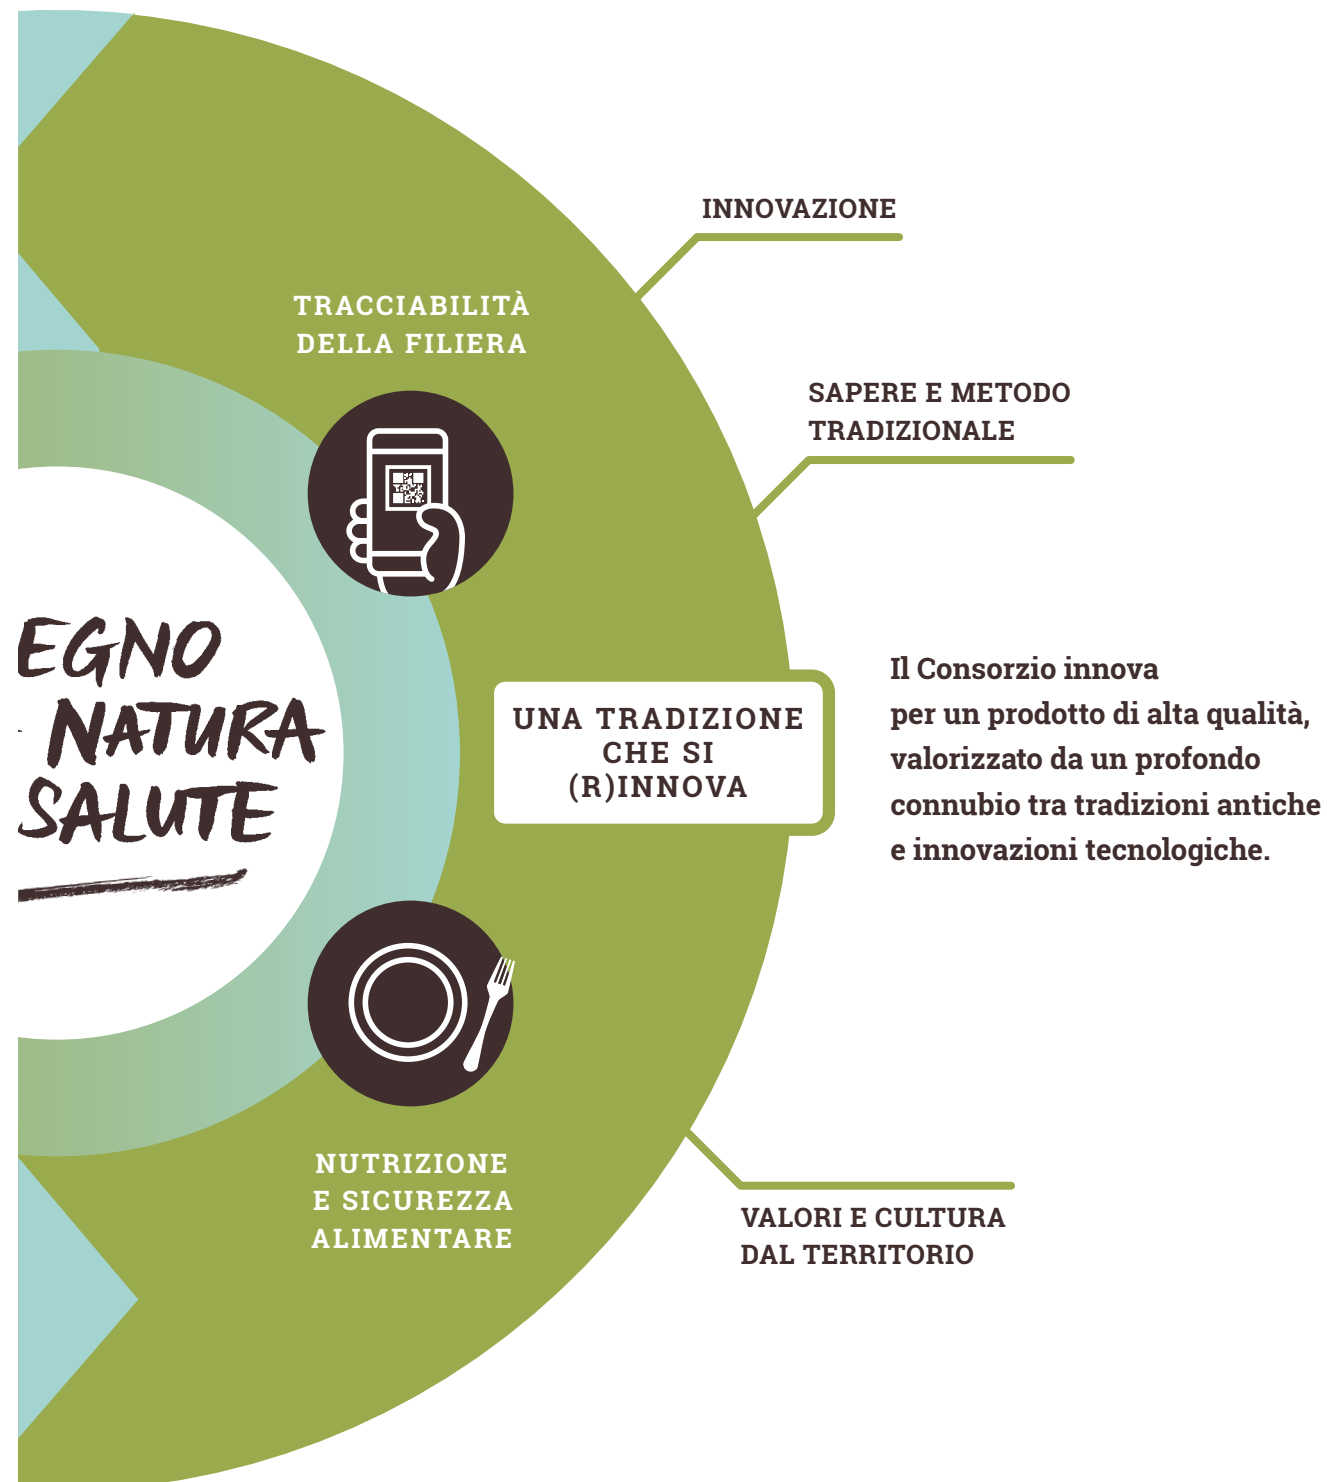 INNOVAZIONE
TRACCIABILITÀ
DELLA FILIERA
SAPERE E METODO
TRADIZIONALE
NATURA
SALUTE
UNA TRADIZIONE
CHE SI
(R)INNOVA
Il Consorzio innova
per un prodotto di alta qualità,
valorizzato da un profondo
connubio tra tradizioni antiche
e innovazioni tecnologiche.
NUTRIZIONE
E SICUREZZA
ALIMENTARE
VALORI E CULTURA
DAL TERRITORIO